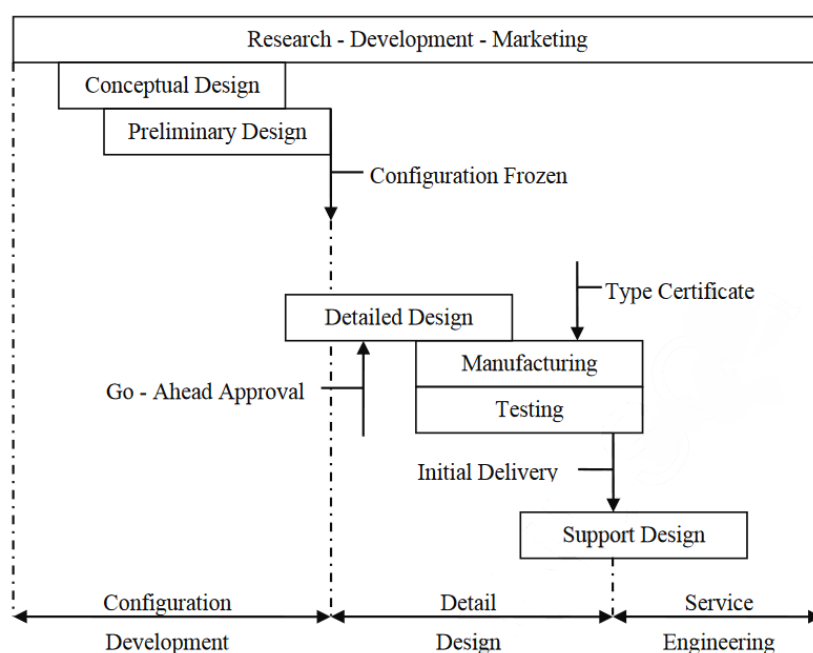 Research - Development - Marketing
Conceptual Design
Preliminary Design
Configuration Frozen
Type Certificate
Detailed Design
Manufacturing
Go - Ahead Approval
Testing
Initial Delivery
Support Design
Configuration
Development
Detail
Design
Service
Engineering